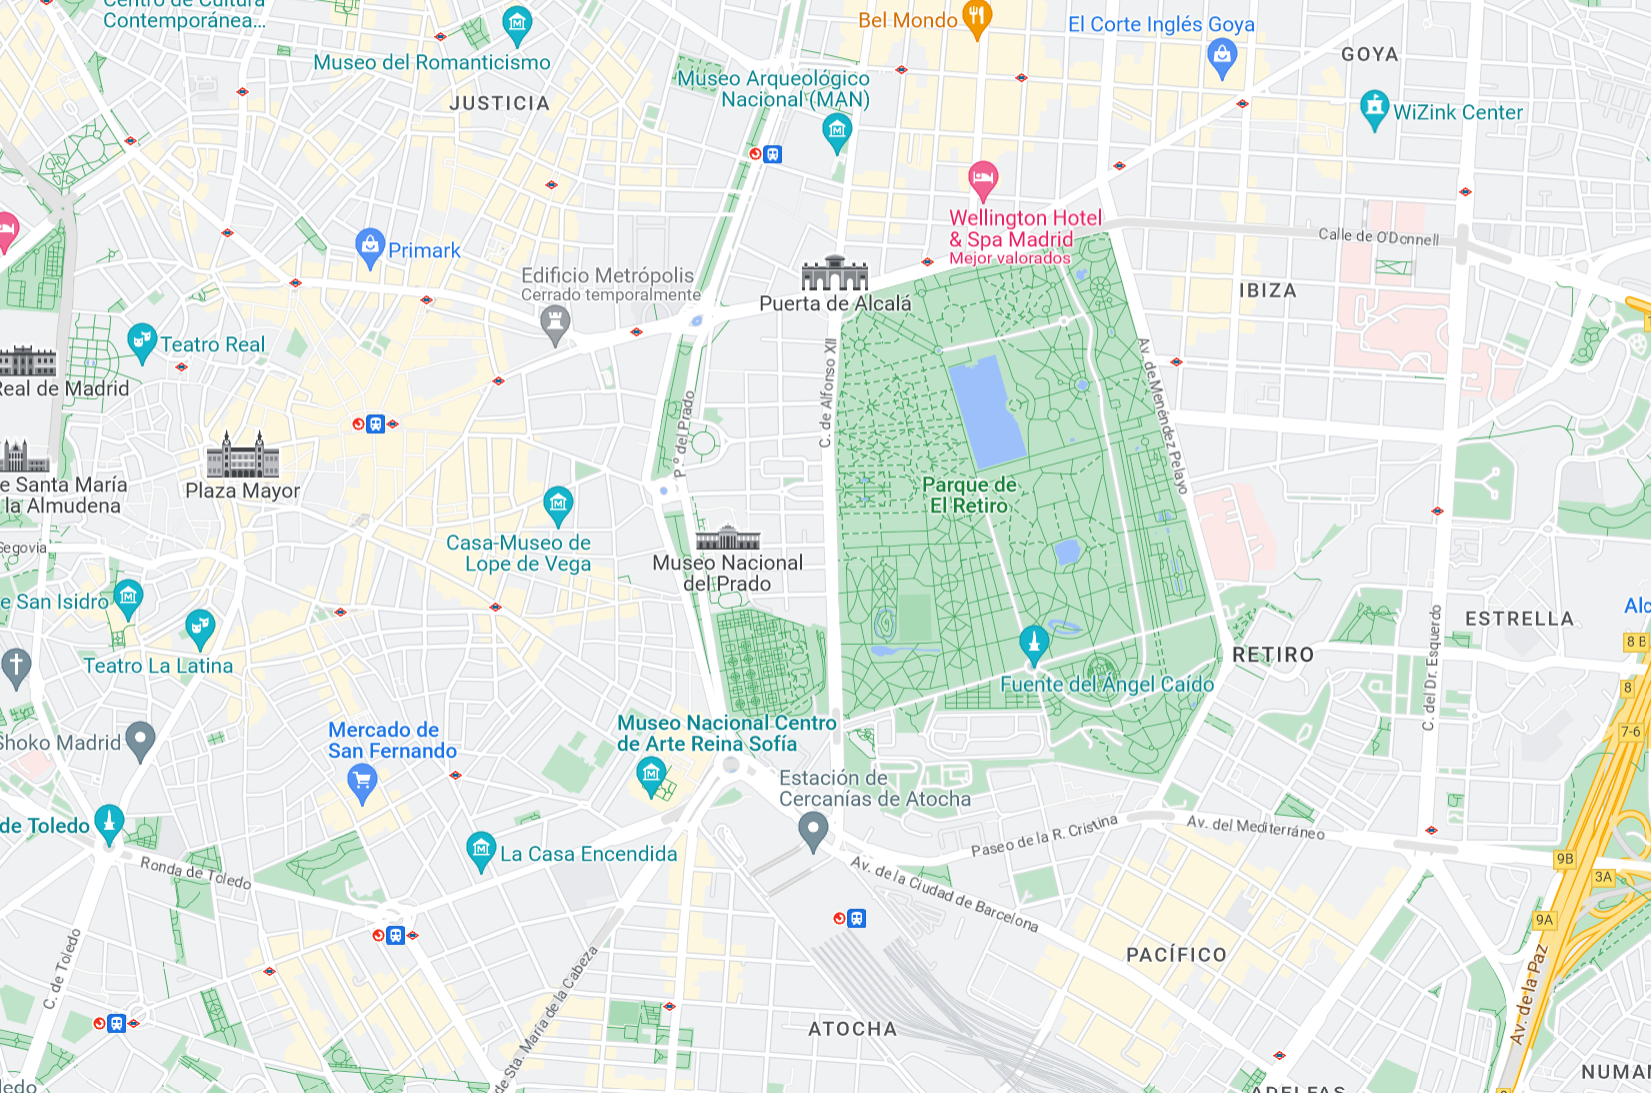 Centro de Cultura
Contemporánea...
Bel Mondo
El Corte Inglés Goya
GOYA
Museo del Romanticismo
Museo Arqueológico
Nacional (MAN)
JUSTICIA
WiZink Center
Wellington Hotel
& Spa Madrid
Mejor valorados
Calle de O'Donnell
Primark
Edificio Metrópolis
Cerrado temporalmente
Puerta de Alcalá
IBIZA
Teatro Real
Real de Madrid
C. de Alfonso XII
Av. de Menéndez Pelayo
P.º del Prado
Plaza Mayor
e Santa María
la Almudena
Parque de
El Retiro
Casa-Museo de
Lope de Vega
Segovia
Museo Nacional
del Prado
e San Isidro
Teatro La Latina
ESTRELLA
Alc
8 B
RETIRO
C. del Dr. Esquerdo
Fuente del Ángel Caído
8
7-6
Mercado de
San Fernando
Museo Nacional Centro
de Arte Reina Sofía
Shoko Madrid
Estación de
Cercanías de Atocha
de Toledo
Paseo de la R. Cristina
Av. del Mediterráneo
La Casa Encendida
Ronda de Toledo
9B
3A
Av. de la Ciudad de Barcelona
9A
PACÍFICO
C. de Toledo
de Sta. María de la Cabeza
Av. de la Paz
ATOCHA
NUMAN
ADELFAS
ledo